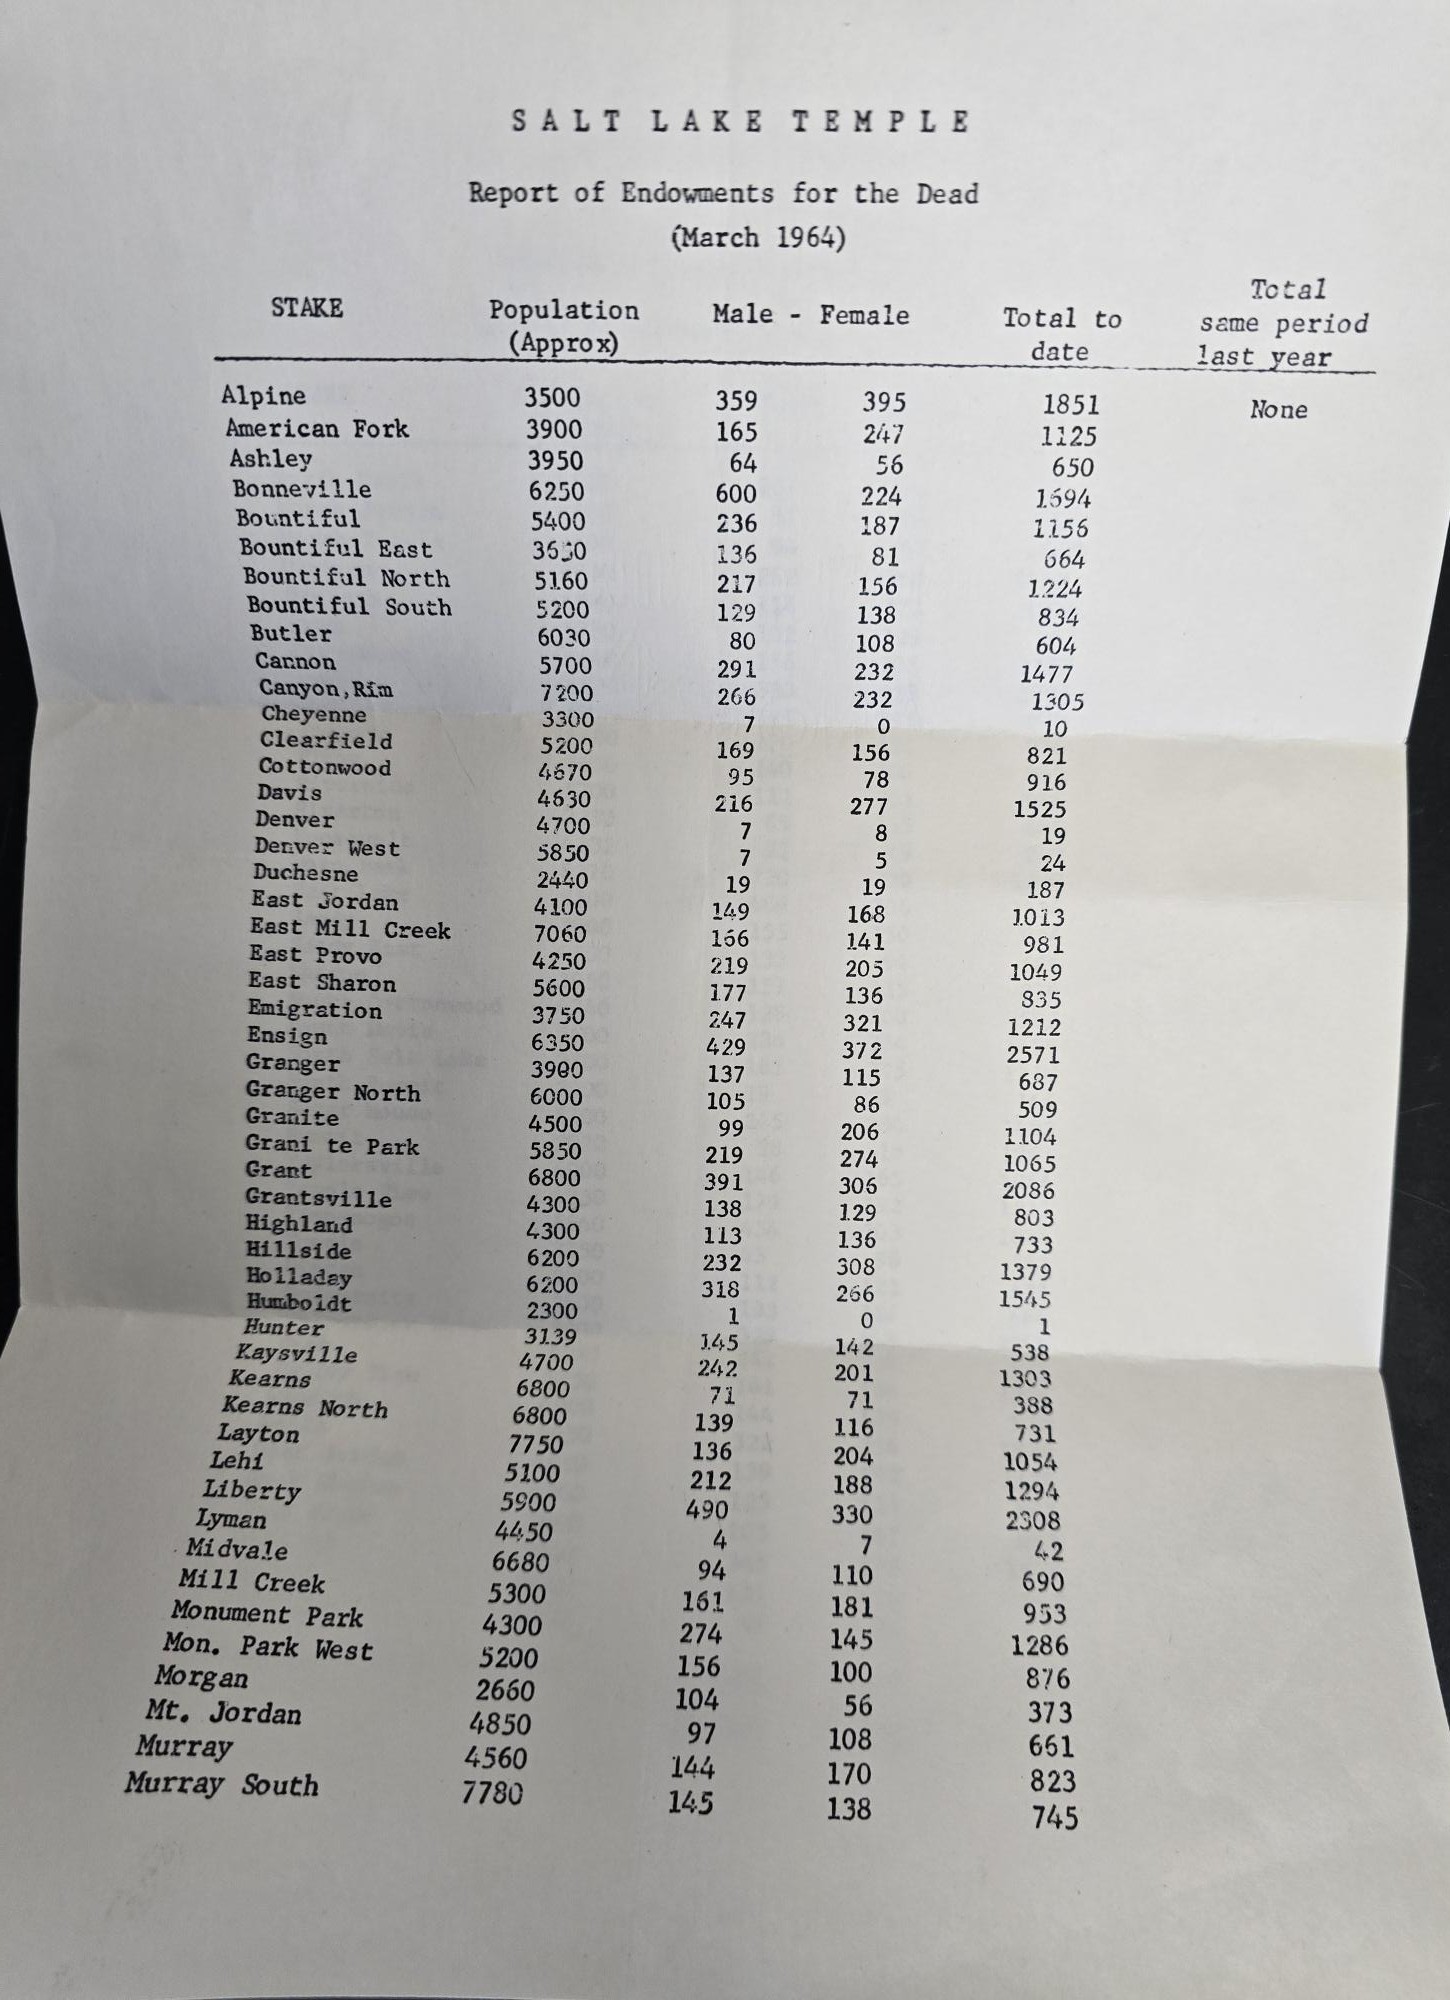 SALT LAKE TEMPLE
Report of Endowments for the Dead
(March 1964)
STAKE Population (Approx) Male - Female Total to date Total same period last year
Alpine 3500 359 395 1851 None
American Fork 3900 165 247 1125
Ashley 3950 64 56 650
Bonneville 6250 600 224 1694
Bountiful 5400 236 187 1156
Bountiful East 136 81 664
Bountiful North 5160 217 156 1224
Bountiful South 5200 129 138 834
Butler 6030 80 108 604
Cannon 5700 291 232 1477
Canyon,Rim 7200 266 232 1305
Cheyenne 3300 7 0 10
Clearfield 5200 169 156 821
Cottonwood 4670 95 78 916
Davis 4630 216 277 1525
Denver 4700 7 8 19
Denver West 5850 7 5 24
Duchesne 2440 19 19 187
East Jordan 4100 149 168 1013
East Mill Creek 7060 166 141 981
East Provo 4250 219 205 1049
East Sharon 5600 177 136 835
Emigration 3750 247 321 1212
Ensign 6350 429 372 2571
Granger 137 115 687
Granger North 6000 105 86 509
Granite 4500 99 206 1104
Grani te Park 5850 219 274 1065
Grant 6800 391 306 2086
Grantsville 4300 138 129 803
Highland 4300 113 136 733
Hillside 6200 232 308 1379
Holladay 6200 318 266 1545
Humboldt 2300 1 0 1
Hunter 3139 145 142 538
Kaysville 4700 242 201 1303
Kearns 6800 71 71 388
Kearns North 6800 139 116 731
Layton 7750 136 204 1054
Lehi 5100 212 188 1294
Liberty 5900 490 330 2308
Lyman 4450 4 7 42
Midvale 6680 94 110 690
Mill Creek 5300 161 181 953
Monument Park 4300 274 145 1286
Mon. Park West 5200 156 100 876
Morgan 2660 104 56 373
Mt. Jordan 4850 97 108 661
Murray 4560 144 170 823
Murray South 7780 145 138 745